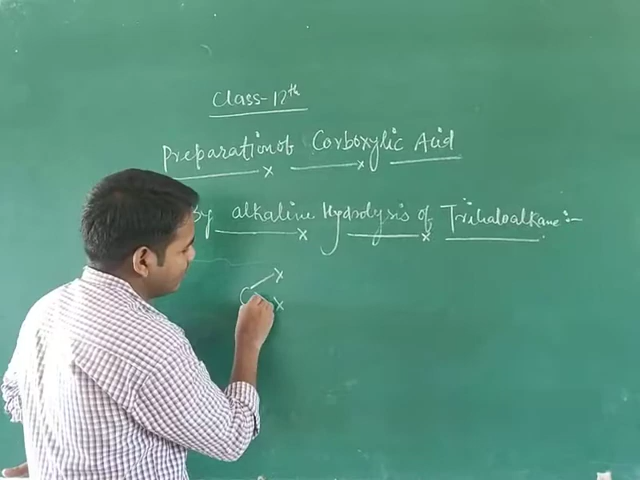 Class-12th
Preparation of Carboxylic Acid
By alkaline Hydrolysis of Trihaloalkane:-
X
C X